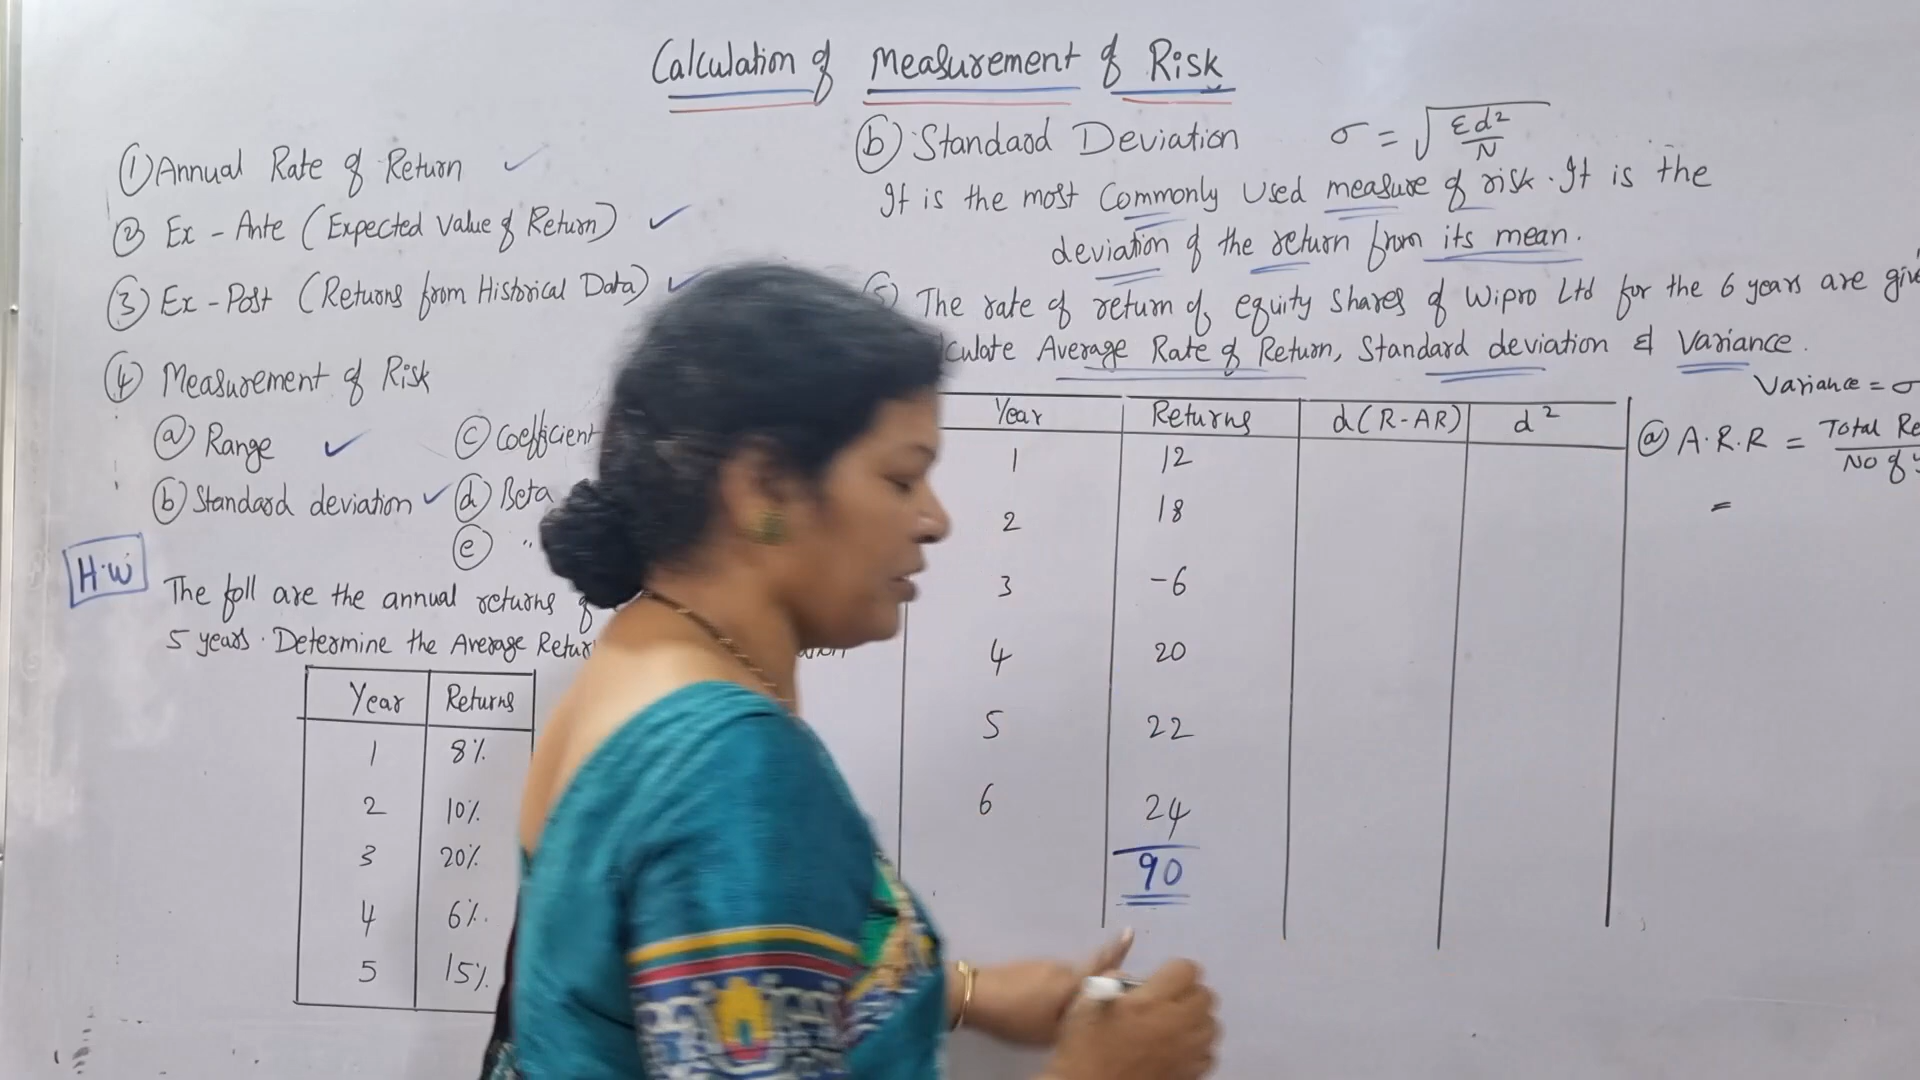 Calculation of Measurement of Risk
① Annual Rate of Return ✓
② Ex - Ante (Expected Value of Return) ✓
③ Ex - Post (Returns from Historical Data) ✓
④ Measurement of Risk
ⓐ Range ✓
ⓒ Coefficient
ⓑ Standard deviation ✓
ⓓ Beta
ⓔ "
H.W
The foll are the annual returns
5 years. Determine the Average
Year Returns
1 8%
2 10%
3 20%
4 6%
5 15%
ⓑ Standard Deviation σ = √Σd²/N
It is the most Commonly Used measure of risk. It is the
deviation of the return from its mean.
The rate of return of equity shares of Wipro Ltd for the 6 years are
Average Rate of Return, Standard deviation & Variance.
Variance = σ
Year Returns d(R-AR) d²
1 12
2 18
3 -6
4 20
5 22
6 24
90
ⓐ A.R.R = Total / No of
=